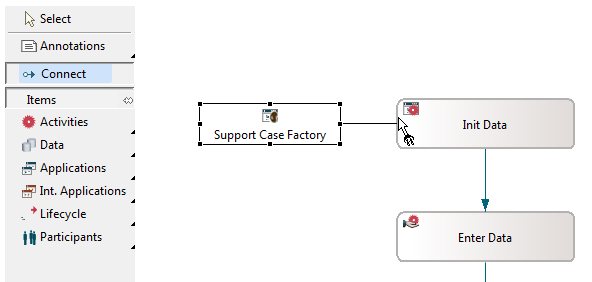 Select
Annotations
Connect
Items
Activities
Data
Applications
Int. Applications
Lifecycle
Participants
Support Case Factory
Init Data
Enter Data